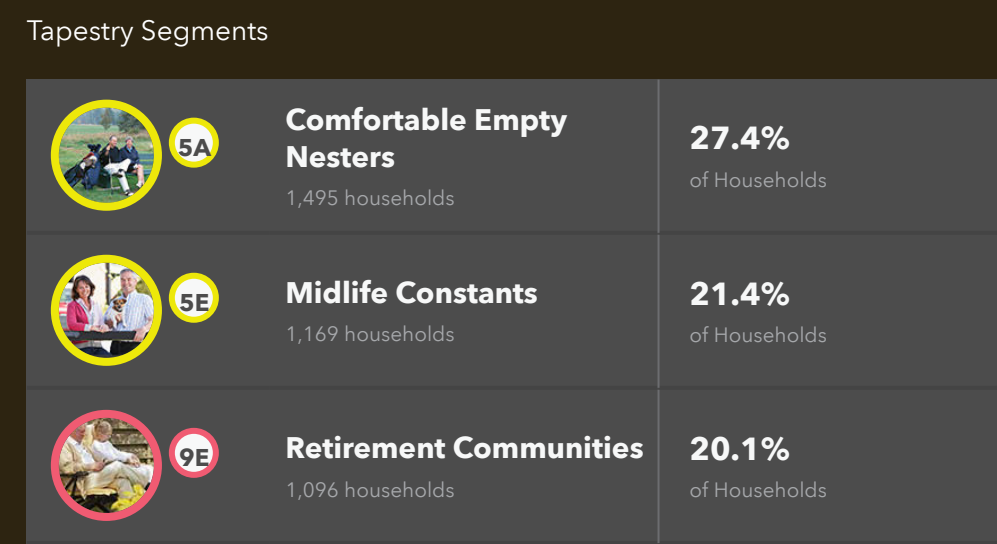 Tapestry Segments
5A
Comfortable Empty
Nesters
1,495 households
27.4%
of Households
5E
Midlife Constants
1,169 households
21.4%
of Households
9E
Retirement Communities
1,096 households
20.1%
of Households